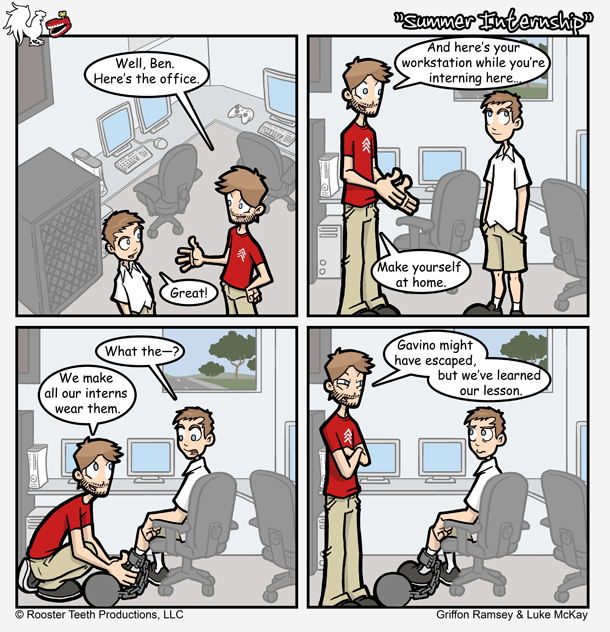 "Summer Internship"
Well, Ben.
Here's the office.
Great!
And here's your
workstation while you're
interning here...
Make yourself
at home.
What the—?
We make
all our interns
wear them.
Gavino might
have escaped,
but we've learned
our lesson.
© Rooster Teeth Productions, LLC
Griffon Ramsey & Luke McKay